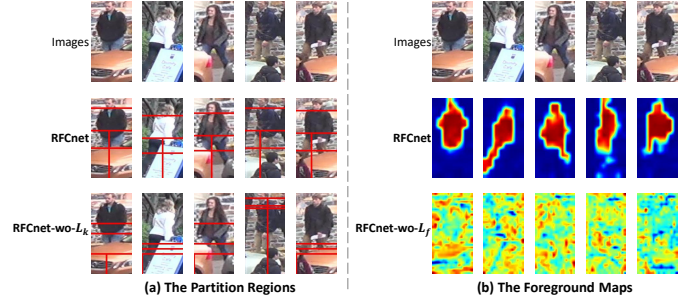 Images
RFCnet
RFCnet-wo-L_k
(a) The Partition Regions
Images
RFCnet
RFCnet-wo-L_f
(b) The Foreground Maps